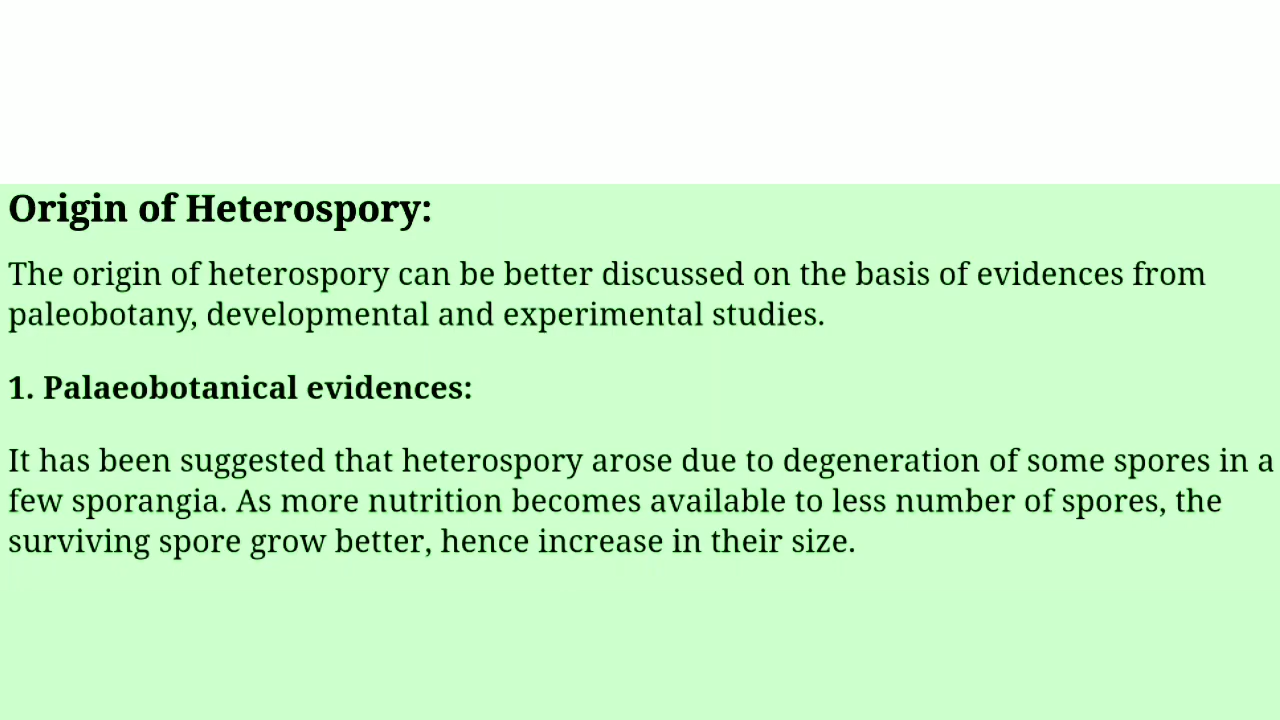 Origin of Heterospory:
The origin of heterospory can be better discussed on the basis of evidences from
paleobotany, developmental and experimental studies.
1. Palaeobotanical evidences:
It has been suggested that heterospory arose due to degeneration of some spores in a
few sporangia. As more nutrition becomes available to less number of spores, the
surviving spore grow better, hence increase in their size.